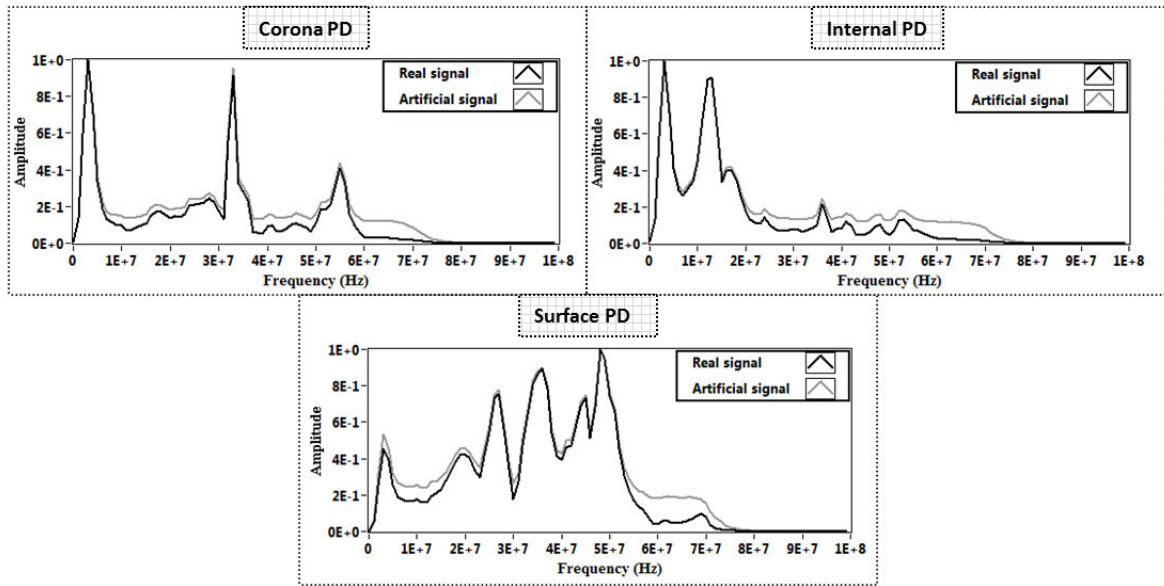 Corona PD
1E+0
8E-1
6E-1
4E-1
2E-1
0E+0
Amplitude
Real signal
Artificial signal
0 1E+7 2E+7 3E+7 4E+7 5E+7 6E+7 7E+7 8E+7 9E+7 1E+8
Frequency (Hz)
Internal PD
1E+0
8E-1
6E-1
4E-1
2E-1
0E+0
Amplitude
Real signal
Artificial signal
0 1E+7 2E+7 3E+7 4E+7 5E+7 6E+7 7E+7 8E+7 9E+7 1E+8
Frequency (Hz)
Surface PD
1E+0
8E-1
6E-1
4E-1
2E-1
0E+0
Amplitude
Real signal
Artificial signal
0 1E+7 2E+7 3E+7 4E+7 5E+7 6E+7 7E+7 8E+7 9E+7 1E+8
Frequency (Hz)